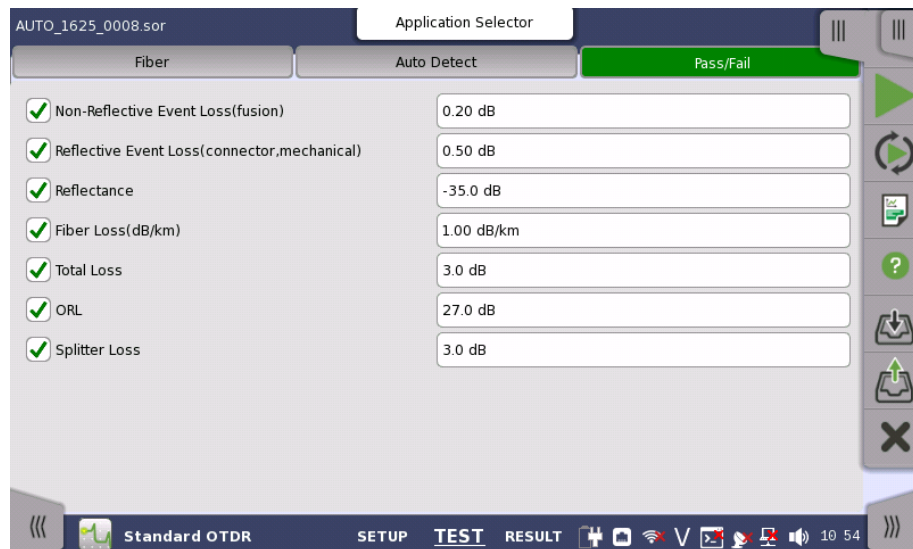 AUTO_1625_0008.sor
Application Selector
Fiber
Auto Detect
Pass/Fail
Non-Reflective Event Loss(fusion) 0.20 dB
Reflective Event Loss(connector,mechanical) 0.50 dB
Reflectance -35.0 dB
Fiber Loss(dB/km) 1.00 dB/km
Total Loss 3.0 dB
ORL 27.0 dB
Splitter Loss 3.0 dB
Standard OTDR SETUP TEST RESULT V 10 54